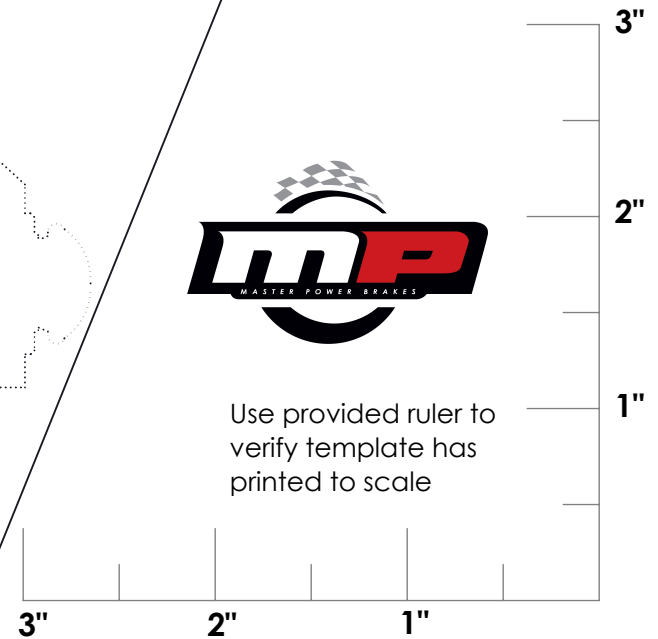 3"
2"
mP
MASTER POWER BRAKES
1"
Use provided ruler to
verify template has
printed to scale
3" 2" 1"